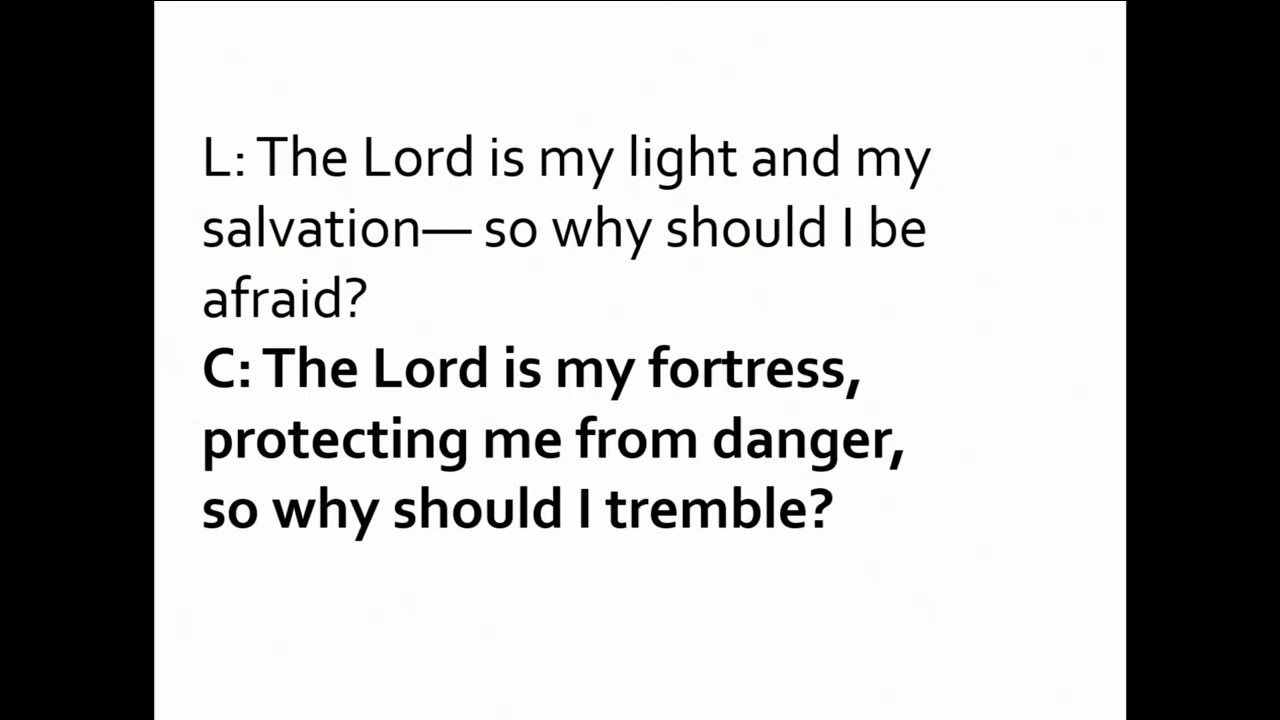 L: The Lord is my light and my
salvation— so why should I be
afraid?
C: The Lord is my fortress,
protecting me from danger,
so why should I tremble?